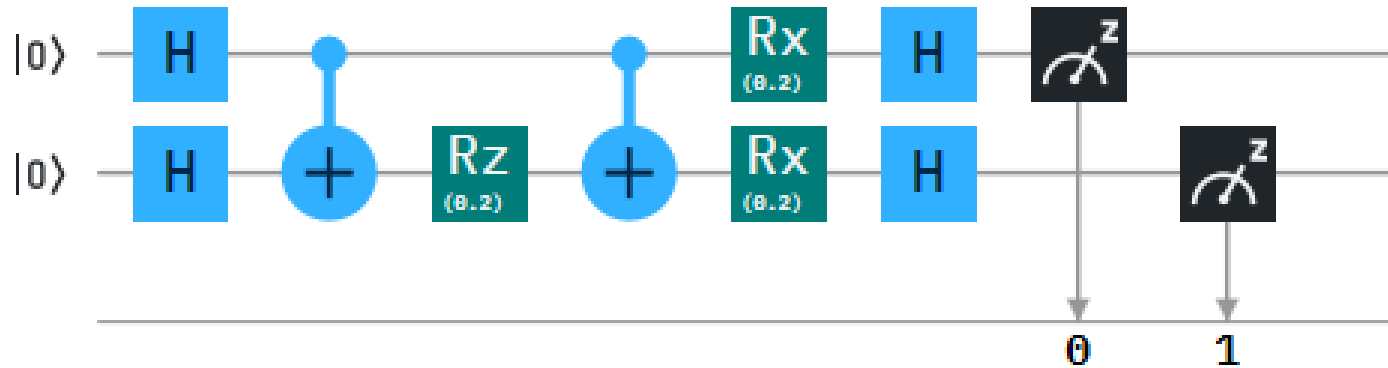 |0⟩ H Rx (0.2) H z
|0⟩ H + Rz (0.2) + Rx (0.2) H z
0 1